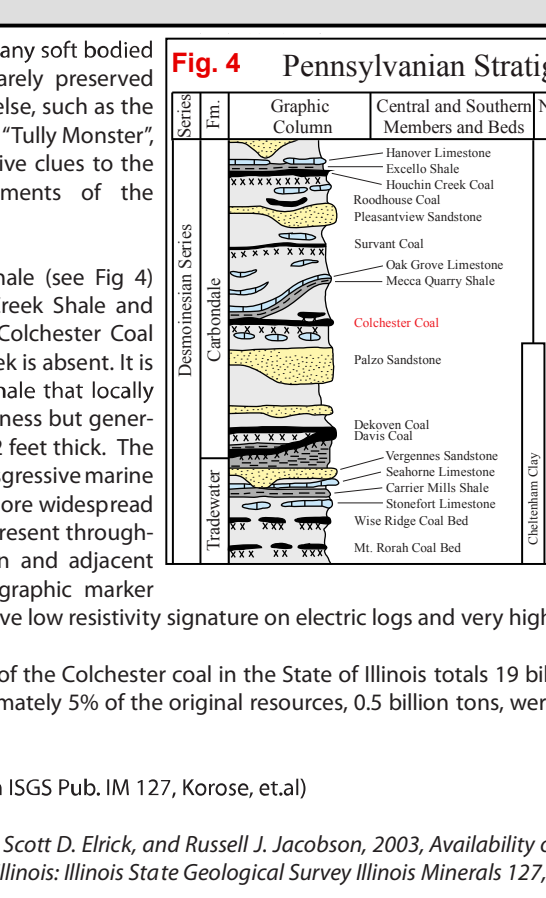 any soft bodied
arely preserved
else, such as the
“Tully Monster”,
ive clues to the
ments of the
nale (see Fig 4)
Creek Shale and
Colchester Coal
ek is absent. It is
nale that locally
ness but gener-
2 feet thick. The
sgressive marine
ore widespread
resent through-
n and adjacent
graphic marker
ve low resistivity signature on electric logs and very high
of the Colchester coal in the State of Illinois totals 19 bil
mately 5% of the original resources, 0.5 billion tons, wer
n ISGS Pub. IM 127, Korose, et.al)
Scott D. Elrick, and Russell J. Jacobson, 2003, Availability o
llinois: Illinois State Geological Survey Illinois Minerals 127,
Fig. 4
Pennsylvanian Strati
Series
Fm.
Graphic
Column
Central and Southern
Members and Beds
N
Desmoinesian Series
Carbondale
Tradewater
Hanover Limestone
Excello Shale
Houchin Creek Coal
Roodhouse Coal
Pleasantview Sandstone
Survant Coal
Oak Grove Limestone
Mecca Quarry Shale
Colchester Coal
Palzo Sandstone
Dekoven Coal
Davis Coal
Vergennes Sandstone
Seahorne Limestone
Carrier Mills Shale
Stonefort Limestone
Wise Ridge Coal Bed
Mt. Rorah Coal Bed
Cheltenham Clay